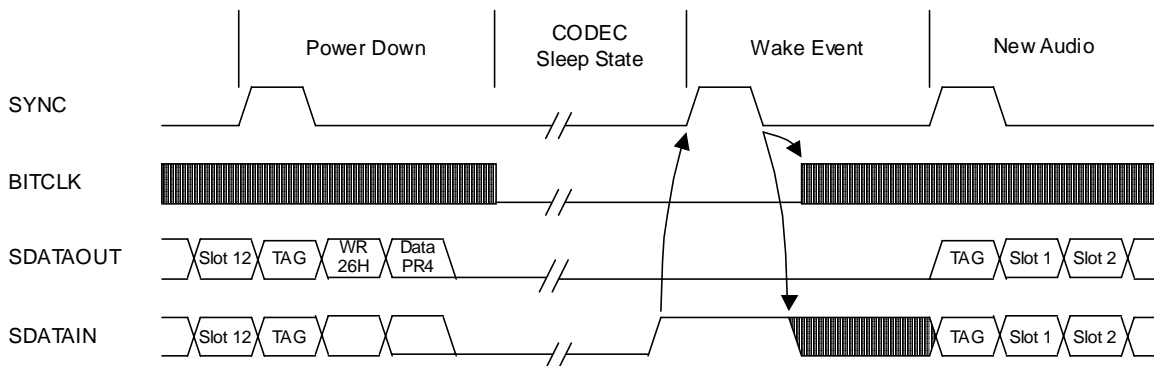 Power Down
CODEC
Sleep State
Wake Event
New Audio
SYNC
BITCLK
SDATAOUT
Slot 12
TAG
WR
26H
Data
PR4
TAG
Slot 1
Slot 2
SDATAIN
Slot 12
TAG
TAG
Slot 1
Slot 2